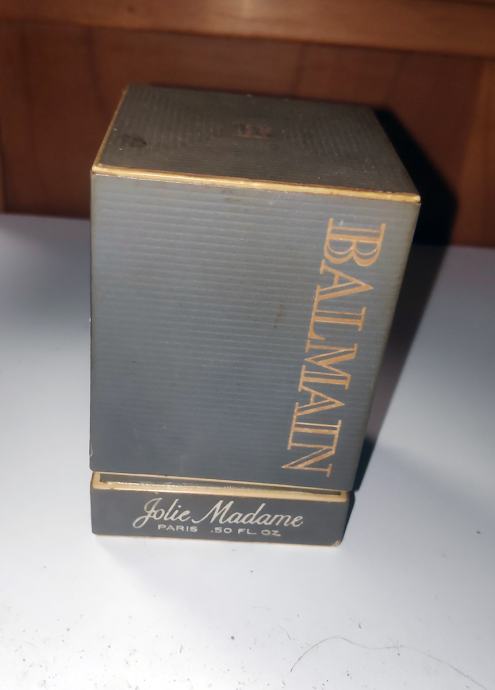 BALMAIN
Jolie Madame
PARIS .50 FL. OZ